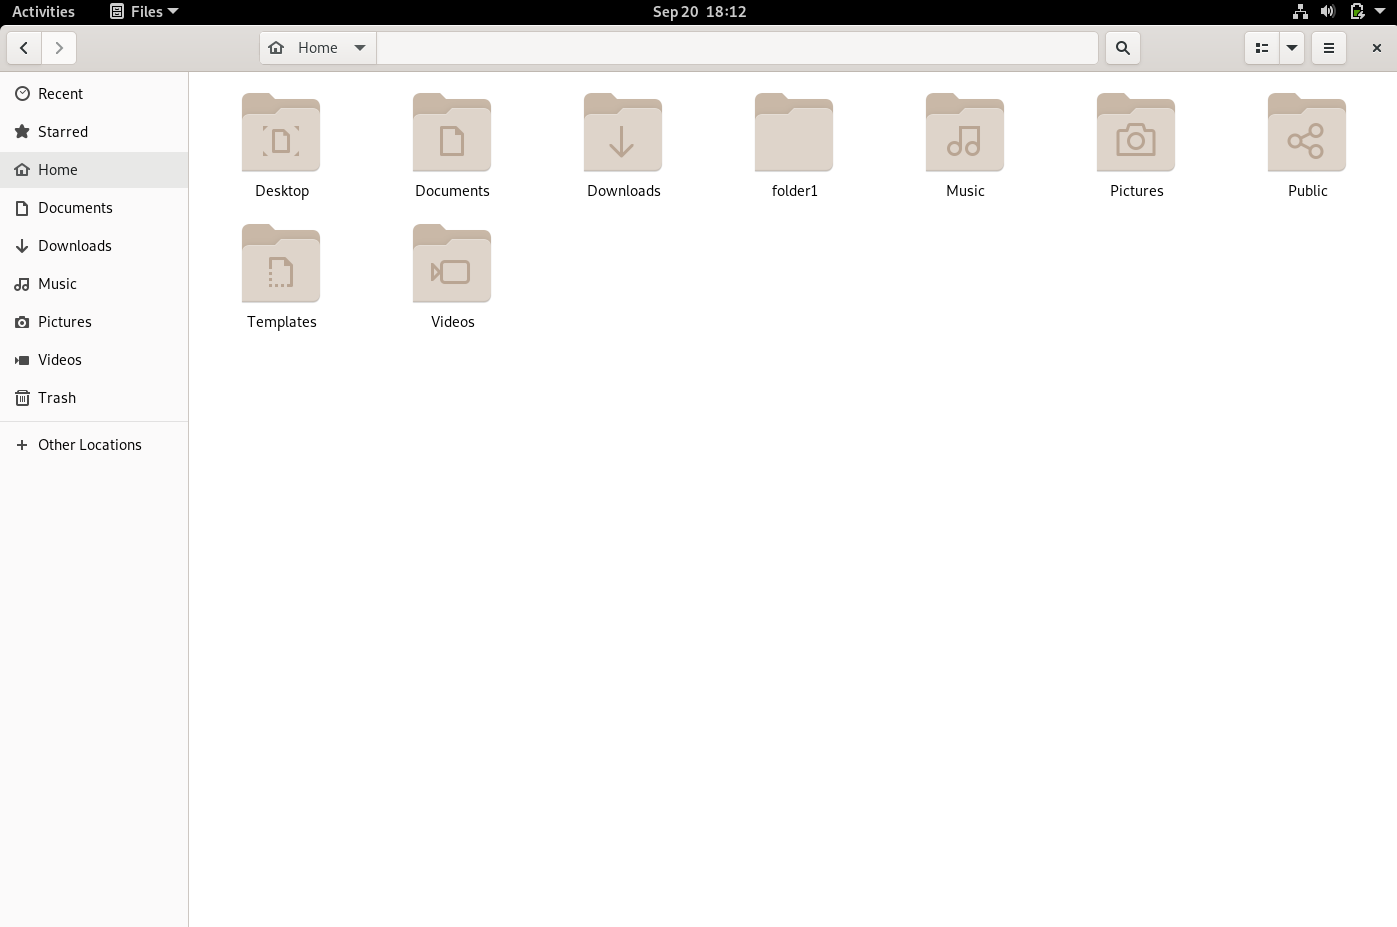 Activities Files Sep 20 18:12
Home
Recent
Starred
Home
Documents
Downloads
Music
Pictures
Videos
Trash
Other Locations
Desktop Documents Downloads folder1 Music Pictures Public
Templates Videos